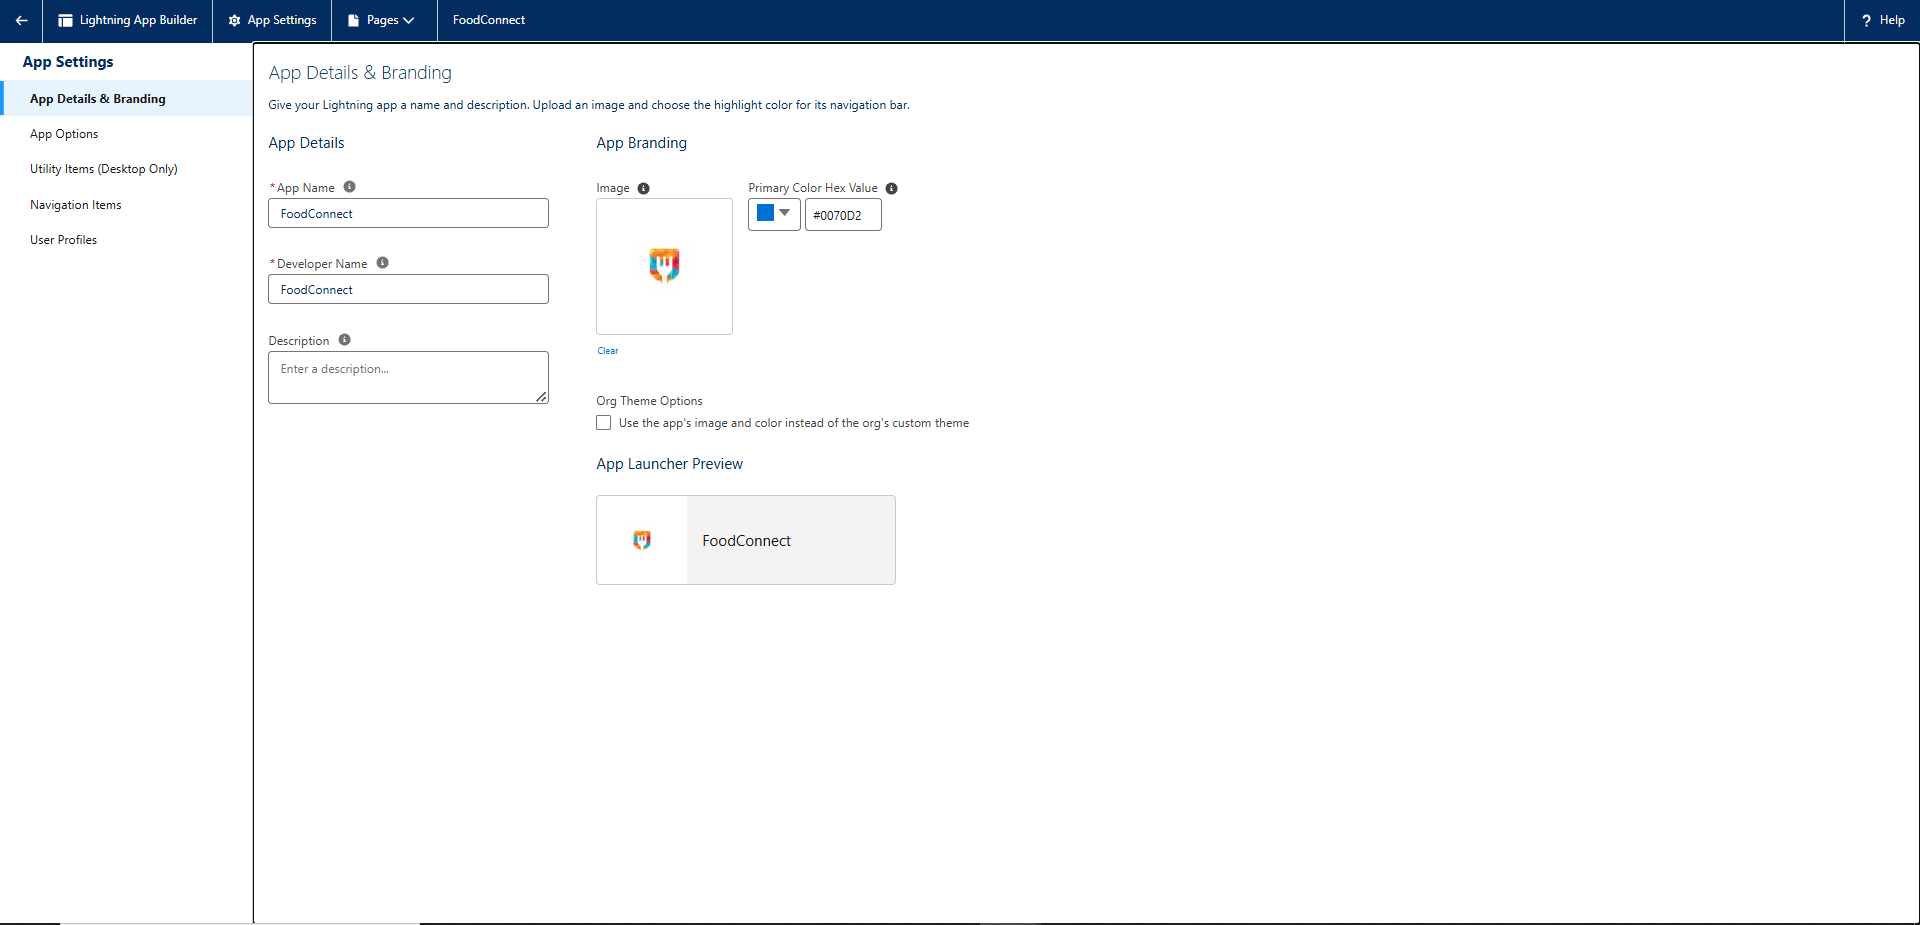 Lightning App Builder
App Settings
Pages
FoodConnect
? Help
App Settings
App Details & Branding
App Options
Utility Items (Desktop Only)
Navigation Items
User Profiles
App Details & Branding
Give your Lightning app a name and description. Upload an image and choose the highlight color for its navigation bar.
App Details
*App Name
FoodConnect
*Developer Name
FoodConnect
Description
Enter a description...
App Branding
Image
Clear
Primary Color Hex Value
#0070D2
Org Theme Options
Use the app's image and color instead of the org's custom theme
App Launcher Preview
FoodConnect